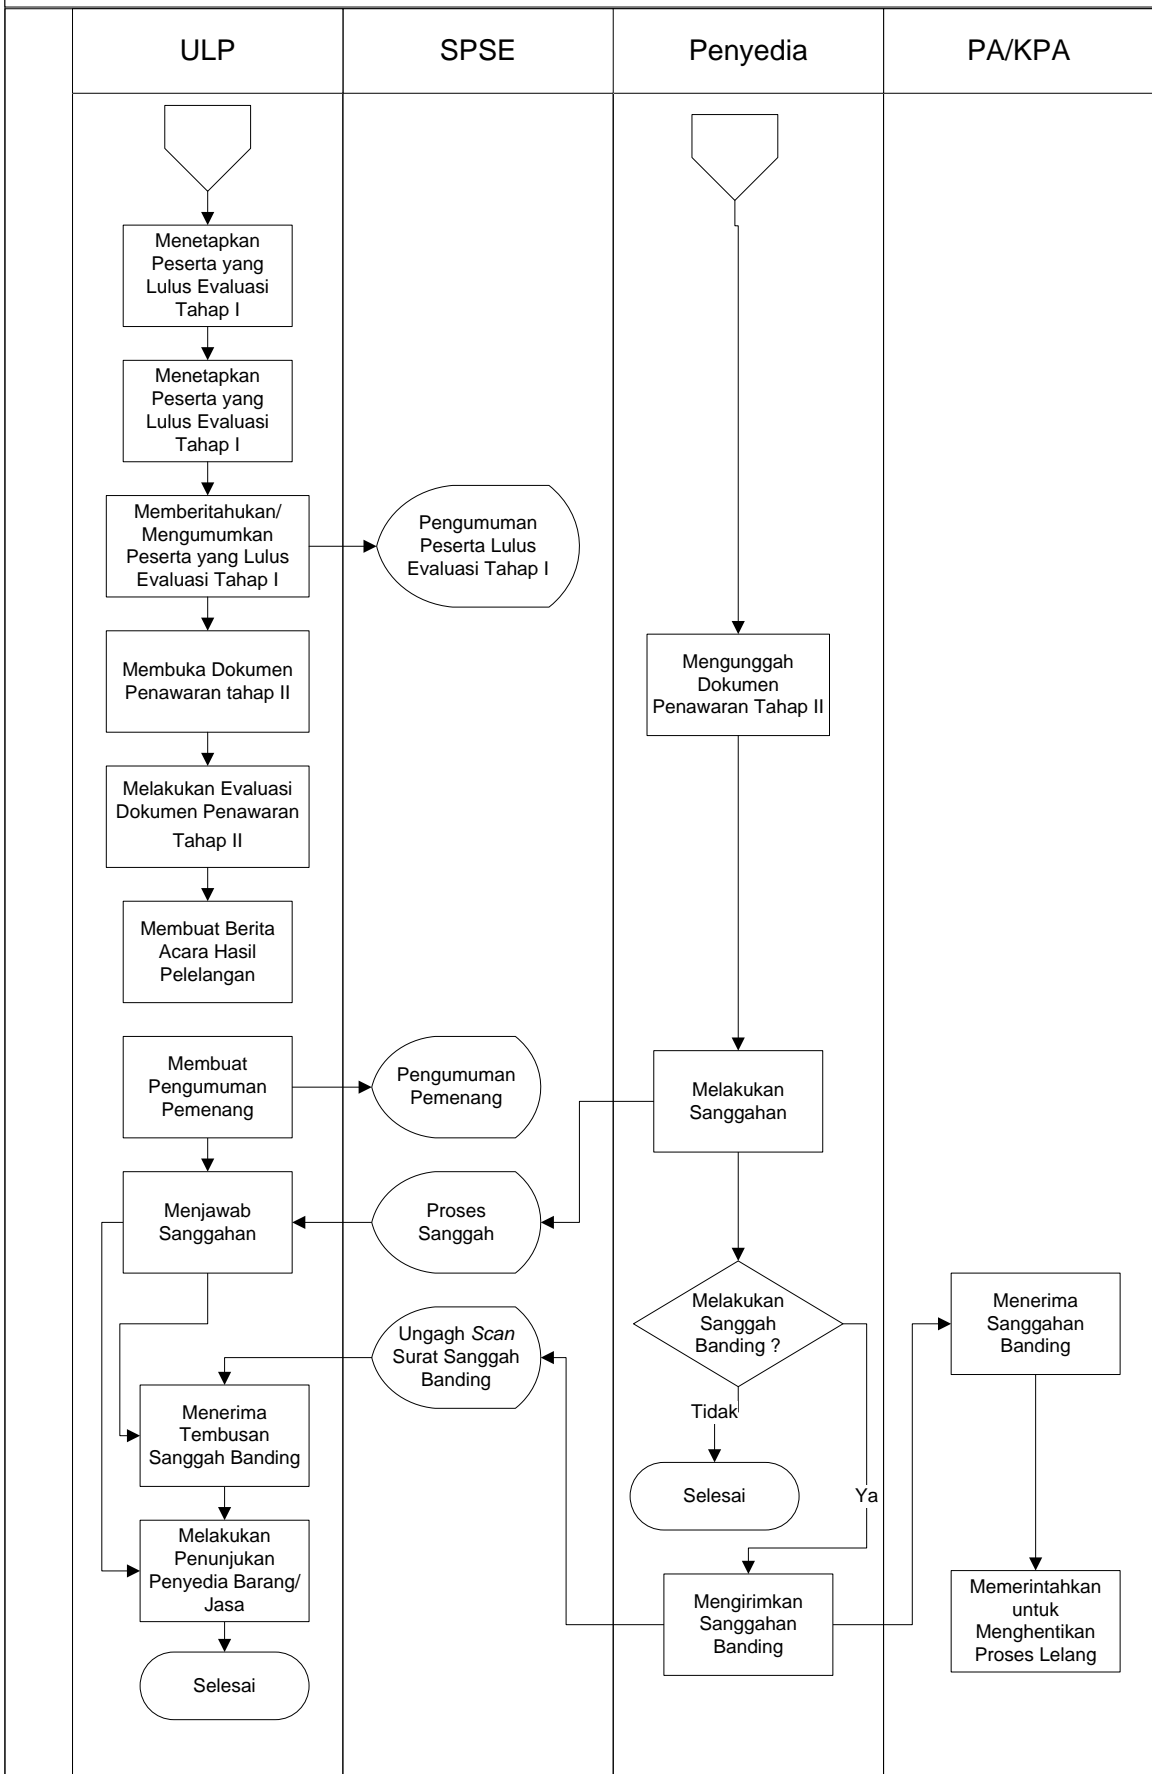 ULP
SPSE
Penyedia
PA/KPA
Menetapkan
Peserta yang
Lulus Evaluasi
Tahap I
Menetapkan
Peserta yang
Lulus Evaluasi
Tahap I
Memberitahukan/
Mengumumkan
Peserta yang Lulus
Evaluasi Tahap I
Pengumuman
Peserta Lulus
Evaluasi Tahap I
Membuka Dokumen
Penawaran tahap II
Mengunggah
Dokumen
Penawaran Tahap II
Melakukan Evaluasi
Dokumen Penawaran
Tahap II
Membuat Berita
Acara Hasil
Pelelangan
Membuat
Pengumuman
Pemenang
Pengumuman
Pemenang
Melakukan
Sanggahan
Menjawab
Sanggahan
Proses
Sanggah
Melakukan
Sanggah
Banding ?
Menerima
Sanggahan
Banding
Ungagh Scan
Surat Sanggah
Banding
Menerima
Tembusan
Sanggah Banding
Tidak
Selesai
Ya
Melakukan
Penunjukan
Penyedia Barang/
Jasa
Mengirimkan
Sanggahan
Banding
Memerintahkan
untuk
Menghentikan
Proses Lelang
Selesai